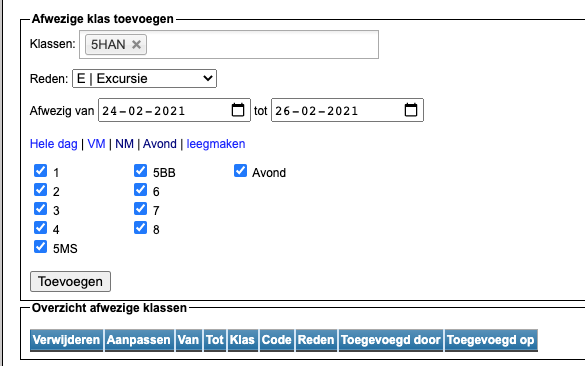 Afwezige klas toevoegen
Klassen: 5HAN ×
Reden: E | Excursie
Afwezig van 24-02-2021 tot 26-02-2021
Hele dag | VM | NM | Avond | leegmaken
1 5BB Avond
2 6
3 7
4 8
5MS
Toevoegen
Overzicht afwezige klassen
Verwijderen Aanpassen Van Tot Klas Code Reden Toegevoegd door Toegevoegd op